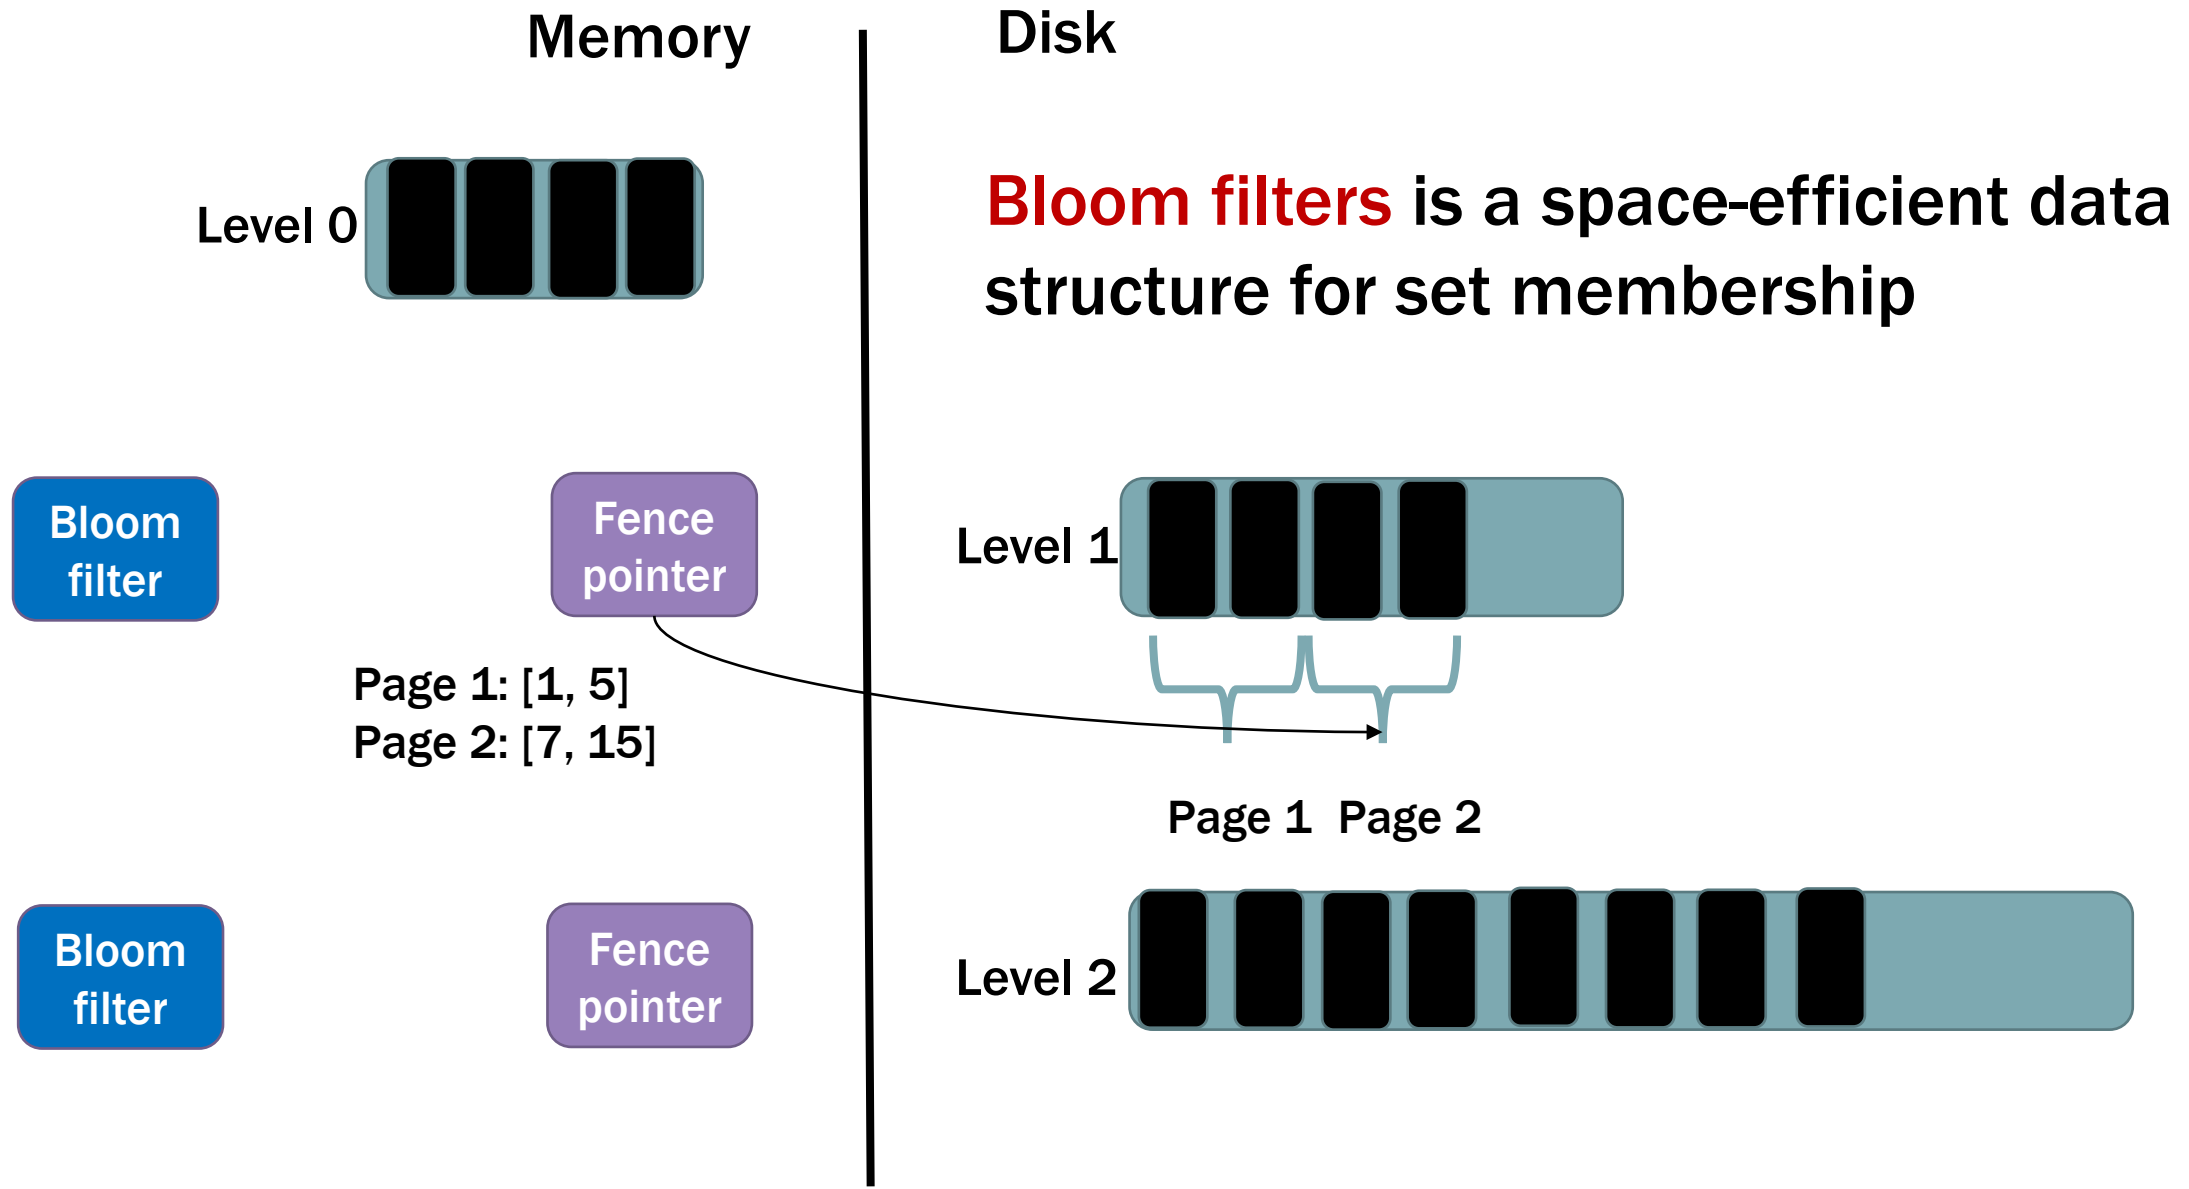 Memory
Disk
Level 0
Bloom filters is a space-efficient data
structure for set membership
Bloom
filter
Fence
pointer
Level 1
Page 1: [1, 5]
Page 2: [7, 15]
Page 1 Page 2
Bloom
filter
Fence
pointer
Level 2